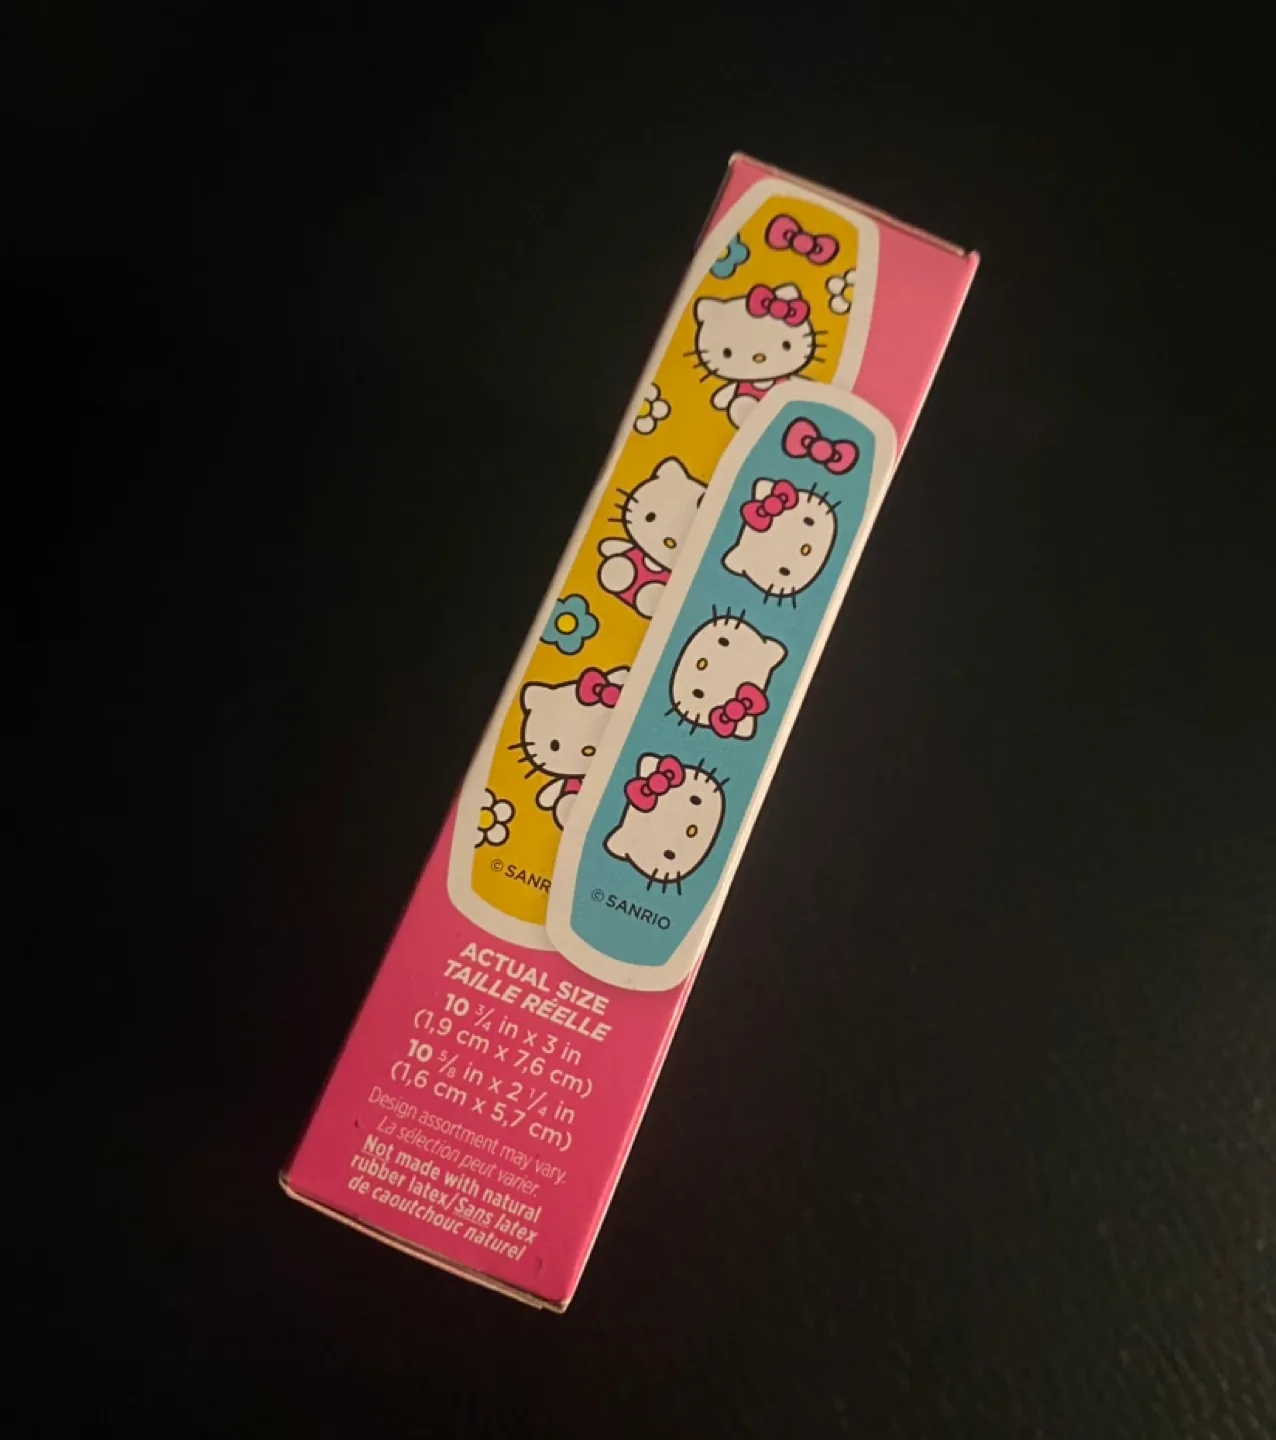 © SANR
© SANRIO
ACTUAL SIZE
TAILLE RÉELLE
10 3/4 in x 3 in
(1,9 cm x 7,6 cm)
10 5/8 in x 2 1/4 in
(1,6 cm x 5,7 cm)
Design assortment may vary.
La sélection peut varier.
Not made with natural
rubber latex/Sans latex
de caoutchouc naturel